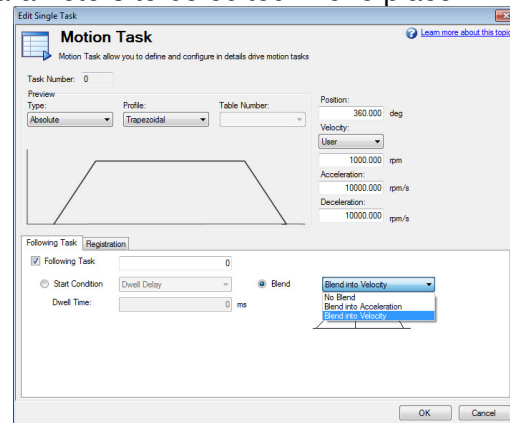 Edit Single Task
Motion Task
Learn more about this topic
Motion Task allow you to define and configure in details drive motion tasks
Task Number: 0
Preview
Type: Profile: Table Number:
Absolute Trapezoidal
Position:
360.000 deg
Velocity:
User
1000.000 rpm
Acceleration:
10000.000 rpm/s
Deceleration:
10000.000 rpm/s
Following Task Registration
Following Task 0
Start Condition Dwell Delay Blend Blend into Velocity
Dwell Time: 0 ms
No Blend
Blend into Acceleration
Blend into Velocity
OK Cancel